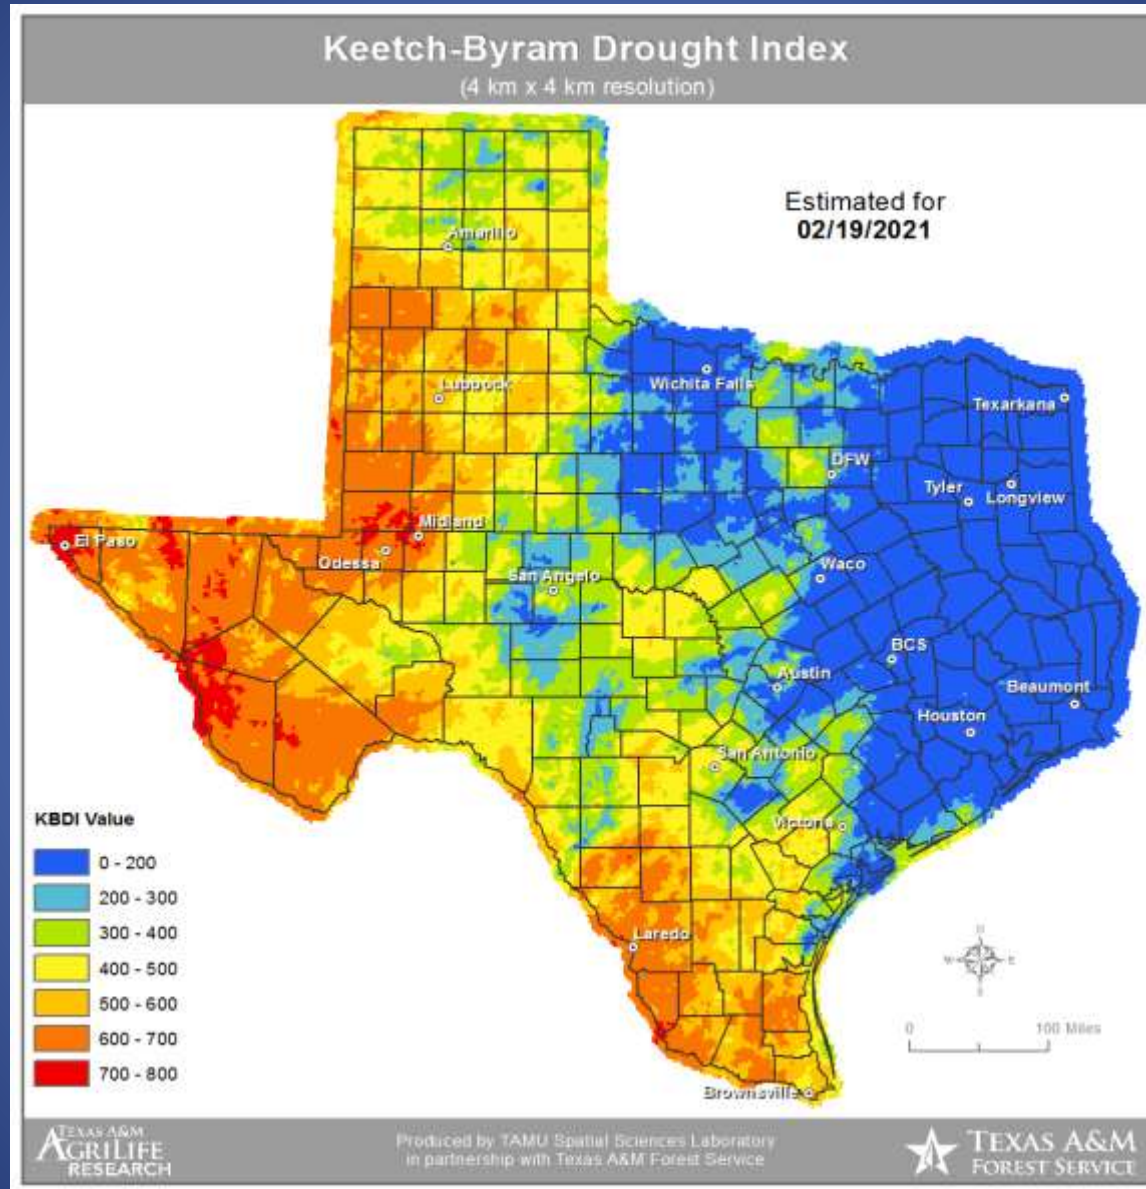 Keetch-Byram Drought Index
(4 km x 4 km resolution)
Estimated for
02/19/2021
Amarillo
Lubbock
Wichita Falls
Texarkana
DFW
Tyler
Longview
Midland
El Paso
Odessa
San Angelo
Waco
BCS
Austin
Beaumont
Houston
San Antonio
Victoria
Laredo
Brownsville
KBDI Value
0 - 200
200 - 300
300 - 400
400 - 500
500 - 600
600 - 700
700 - 800
N
W E
S
0 100 Miles
TEXAS A&M
AGRILIFE
RESEARCH
Produced by TAMU Spatial Sciences Laboratory
in partnership with Texas A&M Forest Service
TEXAS A&M
FOREST SERVICE